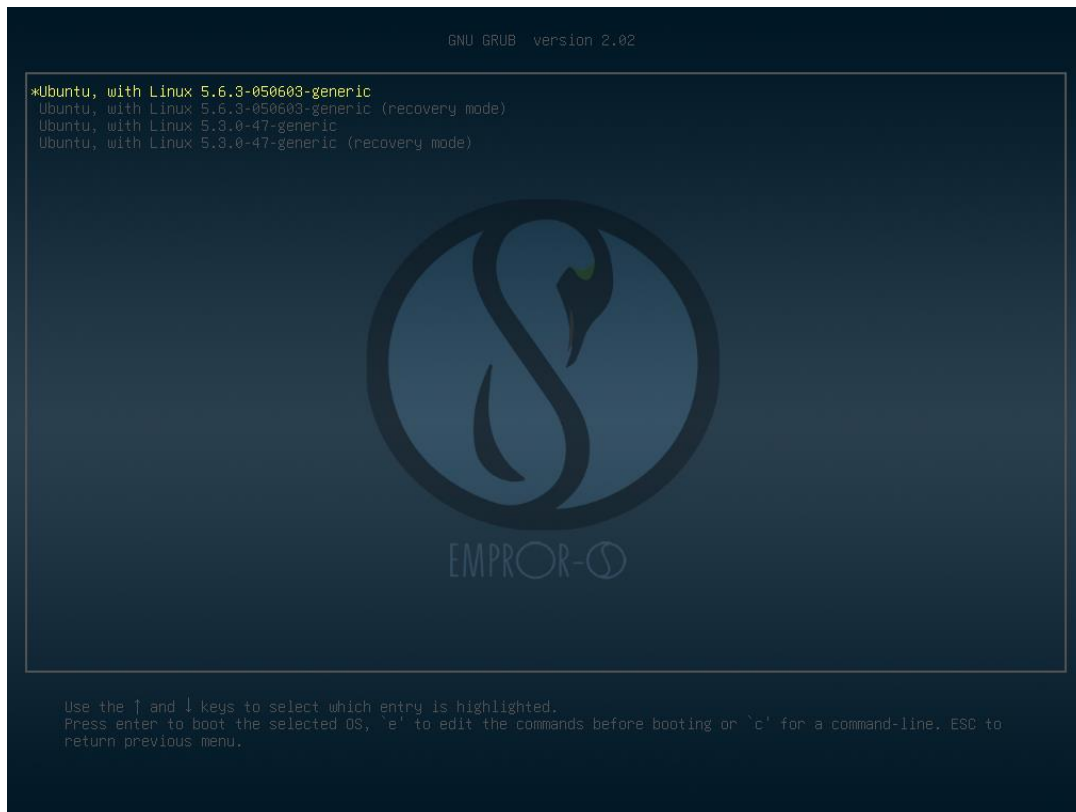 GNU GRUB  version 2.02
*Ubuntu, with Linux 5.6.3-050603-generic
Ubuntu, with Linux 5.6.3-050603-generic (recovery mode)
Ubuntu, with Linux 5.3.0-47-generic
Ubuntu, with Linux 5.3.0-47-generic (recovery mode)
EMPROR-OS
Use the ↑ and ↓ keys to select which entry is highlighted.
Press enter to boot the selected OS, `e' to edit the commands before booting or `c' for a command-line. ESC to
return previous menu.